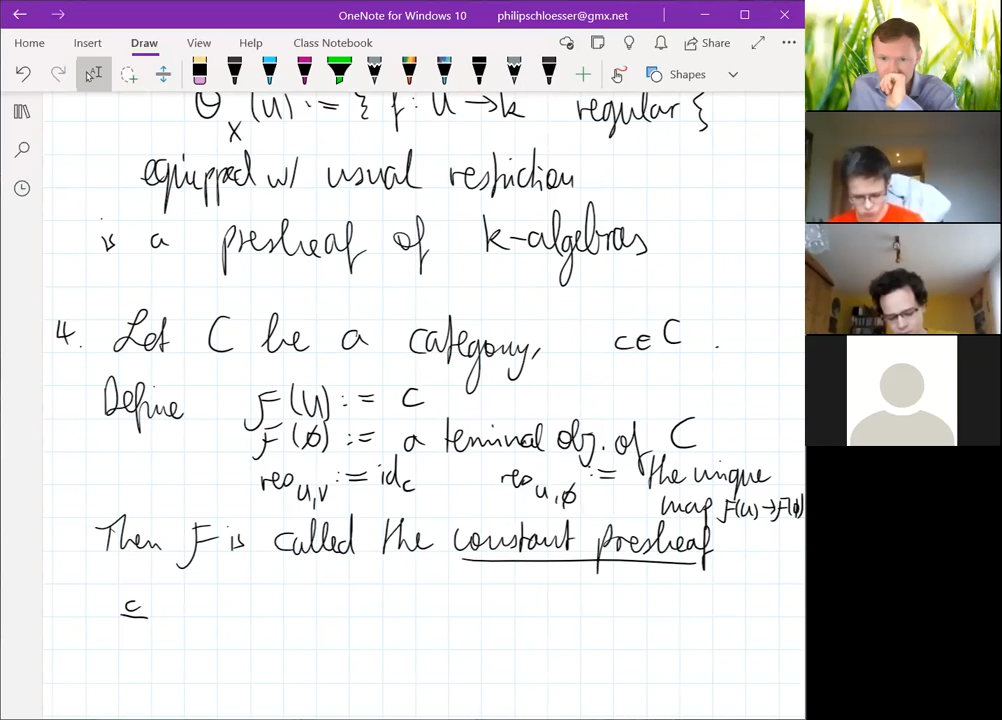 OneNote for Windows 10
philipschloesser@gmx.net
Home Insert Draw View Help Class Notebook Share
Shapes
O_X(U) := { f : U → k regular }
equipped w/ usual restriction
is a presheaf of k-algebras
4. Let C be a category, c ∈ C .
Define F(U) := c
F(∅) := a terminal obj. of C
res_{U,V} := id_c res_{U,∅} := the unique
map F(U) → F(∅)
Then F is called the constant presheaf
c